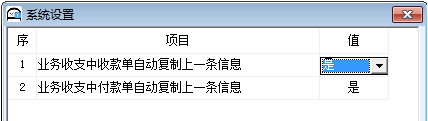 系统设置
序 项目 值
1 业务收支中收款单自动复制上一条信息 是
2 业务收支中付款单自动复制上一条信息 是